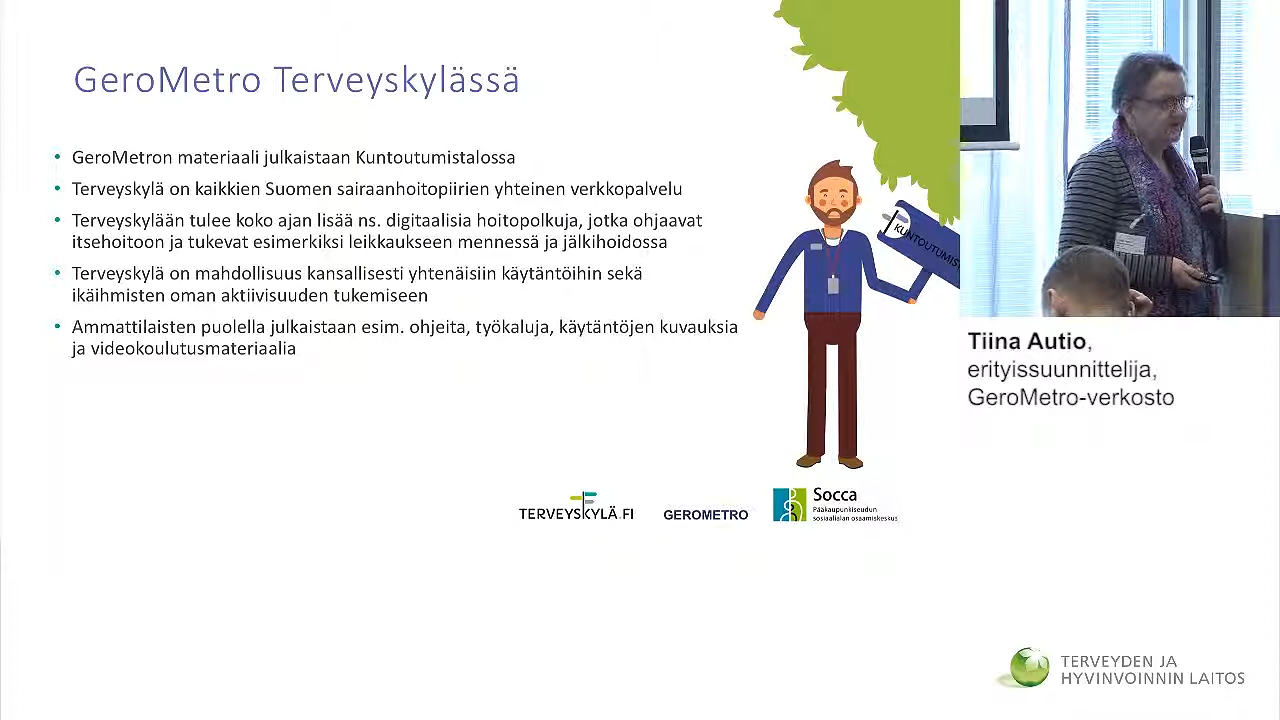 GeroMetro Terveyskylässä
• GeroMetron materiaali julkaistaan kuntoutumistalossa
• Terveyskylä on kaikkien Suomen sairaanhoitopiirien yhteinen verkkopalvelu
• Terveyskylään tulee koko ajan lisää ns. digitaalisia hoitopolkuja, jotka ohjaavat
itsehoitoon ja tukevat esimerkiksi leikkaukseen mennessä ja jälkihoidossa
• Terveyskylä on mahdollisuus kansallisesti yhtenäisiin käytäntöihin sekä
ikäihmisten oman aktiivisuuden tukemiseen
• Ammattilaisten puolella julkaistaan esim. ohjeita, työkaluja, käytäntöjen kuvauksia
ja videokoulutusmateriaalia
KUNTOUTUMIS
Tiina Autio,
erityissuunnittelija,
GeroMetro-verkosto
TERVEYSKYLÄ.FI
GEROMETRO
Socca
Pääkaupunkiseudun
sosiaalialan osaamiskeskus
TERVEYDEN JA
HYVINVOINNIN LAITOS